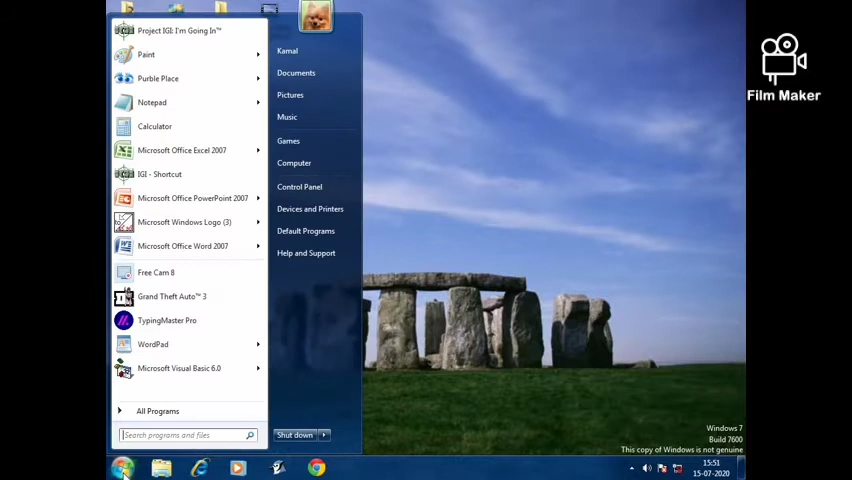 Project IGI: I'm Going In™
Paint
Purble Place
Notepad
Calculator
Microsoft Office Excel 2007
IGI - Shortcut
Microsoft Office PowerPoint 2007
Microsoft Windows Logo (3)
Microsoft Office Word 2007
Free Cam 8
Grand Theft Auto™ 3
TypingMaster Pro
WordPad
Microsoft Visual Basic 6.0
All Programs
Search programs and files
Kamal
Documents
Pictures
Music
Games
Computer
Control Panel
Devices and Printers
Default Programs
Help and Support
Shut down
Film Maker
Windows 7
Build 7600
This copy of Windows is not genuine
15:51
15-07-2020